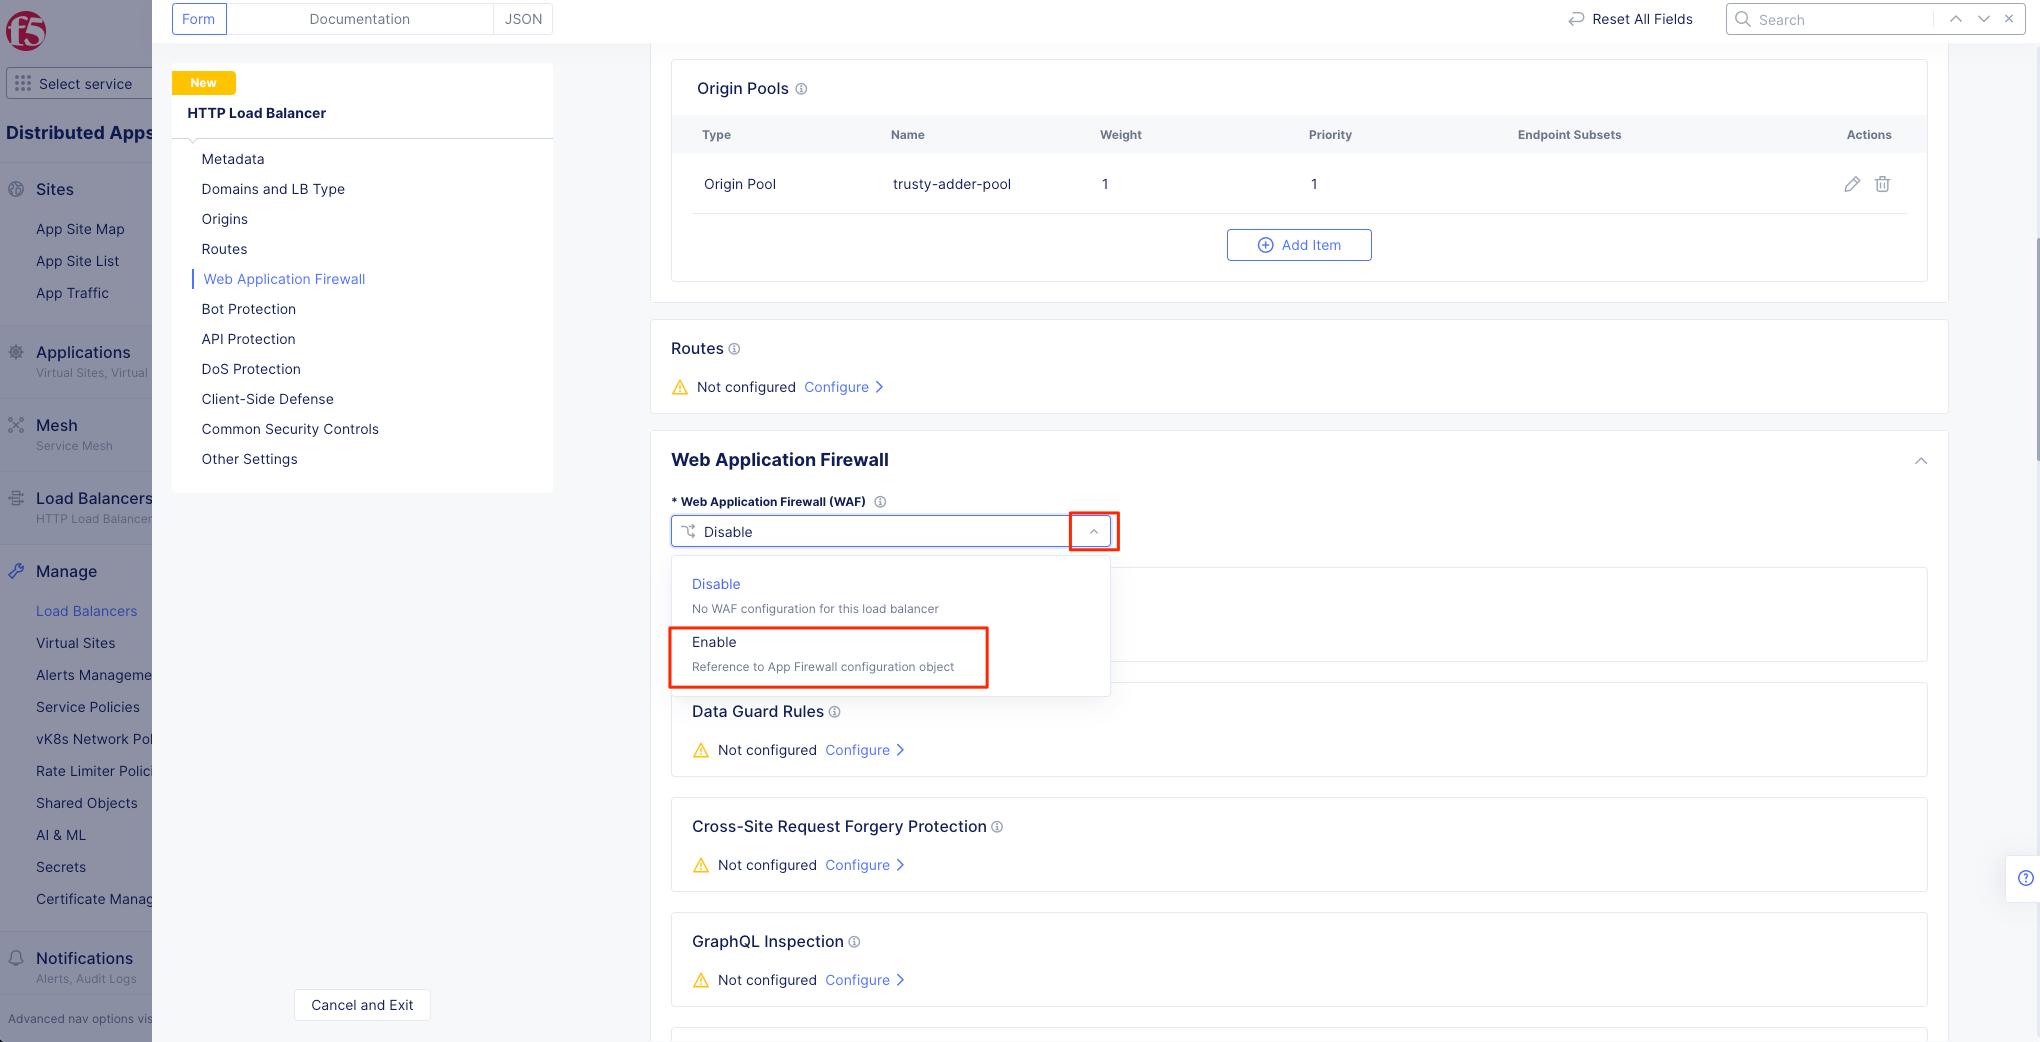 f5
Select service
Distributed Apps
Sites
App Site Map
App Site List
App Traffic
Applications
Virtual Sites, Virtual
Mesh
Service Mesh
Load Balancers
HTTP Load Balancer
Manage
Load Balancers
Virtual Sites
Alerts Manageme
Service Policies
vK8s Network Pol
Rate Limiter Polici
Shared Objects
AI & ML
Secrets
Certificate Manag
Notifications
Alerts, Audit Logs
Advanced nav options vis
Form
Documentation
JSON
Reset All Fields
Search
New
HTTP Load Balancer
Metadata
Domains and LB Type
Origins
Routes
Web Application Firewall
Bot Protection
API Protection
DoS Protection
Client-Side Defense
Common Security Controls
Other Settings
Cancel and Exit
Origin Pools
Type Name Weight Priority Endpoint Subsets Actions
Origin Pool trusty-adder-pool 1 1
Add Item
Routes
Not configured Configure
Web Application Firewall
* Web Application Firewall (WAF)
Disable
Disable
No WAF configuration for this load balancer
Enable
Reference to App Firewall configuration object
Data Guard Rules
Not configured Configure
Cross-Site Request Forgery Protection
Not configured Configure
GraphQL Inspection
Not configured Configure